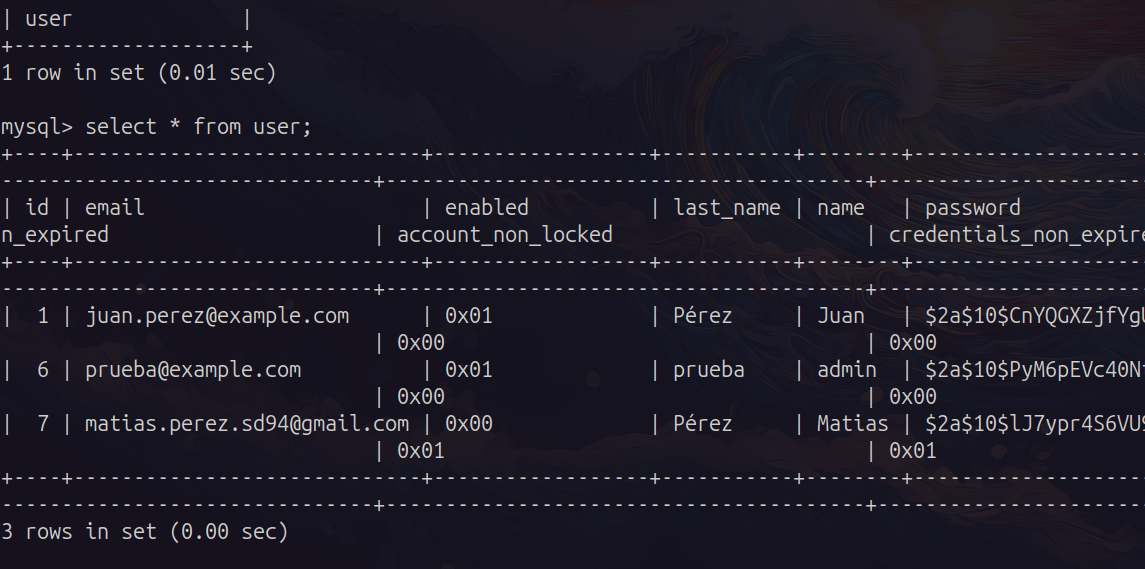 | user              |
+-------------------+
1 row in set (0.01 sec)
mysql> select * from user;
+----+-----------------------------+------------------+-----------+--------+--------------------
-------------------------------+----------------------------------------+-----------------------
| id | email                       | enabled          | last_name | name   | password
n_expired                      | account_non_locked                     | credentials_non_expire
+----+-----------------------------+------------------+-----------+--------+--------------------
-------------------------------+----------------------------------------+-----------------------
|  1 | juan.perez@example.com      | 0x01             | Pérez     | Juan   | $2a$10$CnYQGXZjfYgU
                               | 0x00                                   | 0x00
|  6 | prueba@example.com          | 0x01             | prueba    | admin  | $2a$10$PyM6pEVc40Nf
                               | 0x00                                   | 0x00
|  7 | matias.perez.sd94@gmail.com | 0x00             | Pérez     | Matias | $2a$10$lJ7ypr4S6VU9
                               | 0x01                                   | 0x01
+----+-----------------------------+------------------+-----------+--------+--------------------
-------------------------------+----------------------------------------+-----------------------
3 rows in set (0.00 sec)